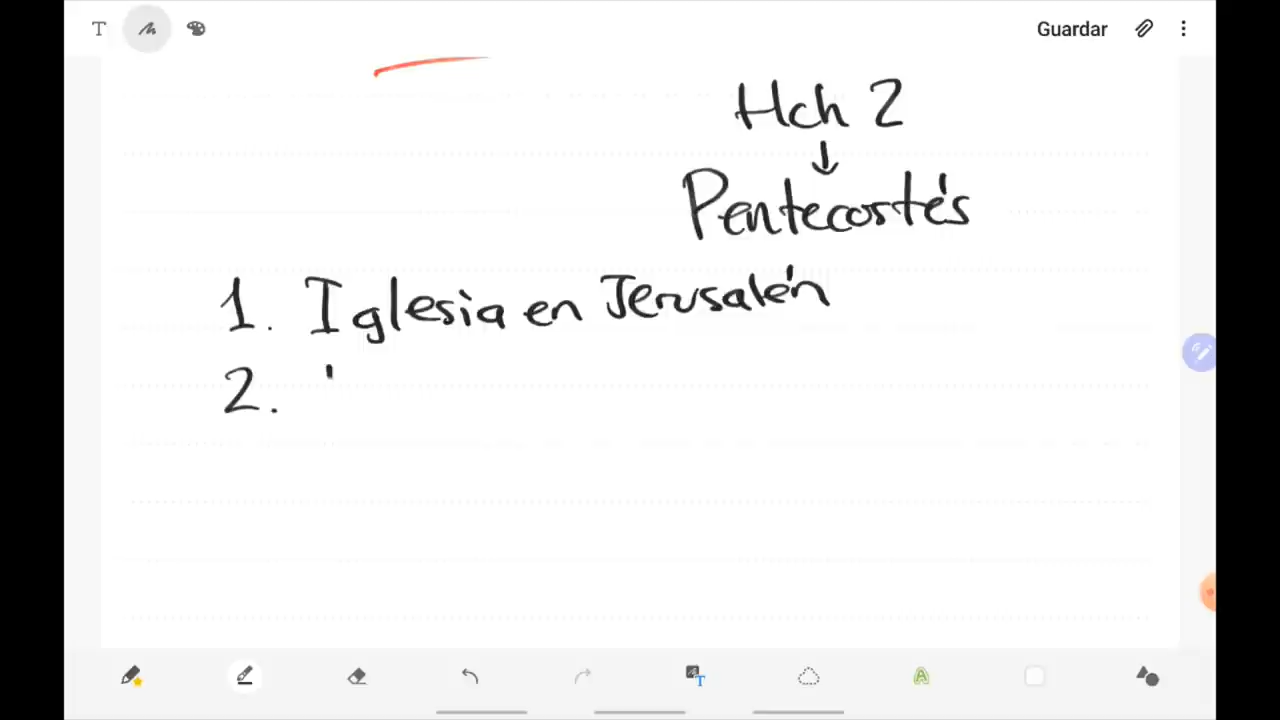 T Guardar
Hch 2
Pentecostés
1. Iglesia en Jerusalén
2.
T
A